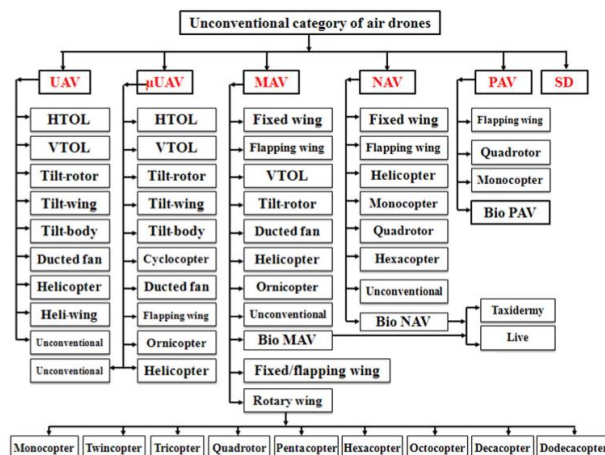 Unconventional category of air drones
UAV
μUAV
MAV
NAV
PAV
SD
HTOL
VTOL
Tilt-rotor
Tilt-wing
Tilt-body
Ducted fan
Helicopter
Heli-wing
Unconventional
Unconventional
HTOL
VTOL
Tilt-rotor
Tilt-wing
Tilt-body
Cyclocopter
Ducted fan
Flapping wing
Ornicopter
Helicopter
Fixed wing
Flapping wing
VTOL
Tilt-rotor
Ducted fan
Helicopter
Ornicopter
Unconventional
Bio MAV
Fixed/flapping wing
Rotary wing
Fixed wing
Flapping wing
Helicopter
Monocopter
Quadrotor
Hexacopter
Unconventional
Bio NAV
Flapping wing
Quadrotor
Monocopter
Bio PAV
Taxidermy
Live
Monocopter
Twincopter
Tricopter
Quadrotor
Pentacopter
Hexacopter
Octocopter
Decacopter
Dodecacopter